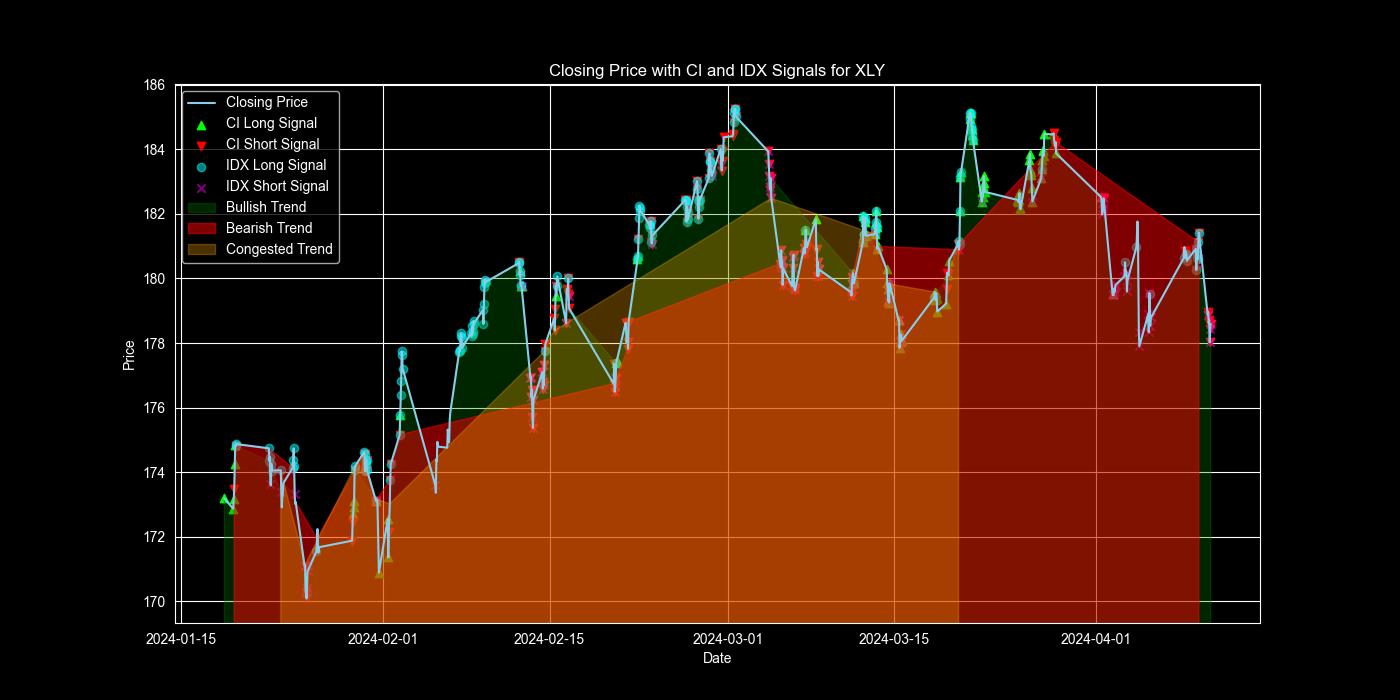 Closing Price with CI and IDX Signals for XLY
186
184
182
180
178
176
174
172
170
Price
Closing Price
CI Long Signal
CI Short Signal
IDX Long Signal
IDX Short Signal
Bullish Trend
Bearish Trend
Congested Trend
2024-01-15
2024-02-01
2024-02-15
2024-03-01
2024-03-15
2024-04-01
Date